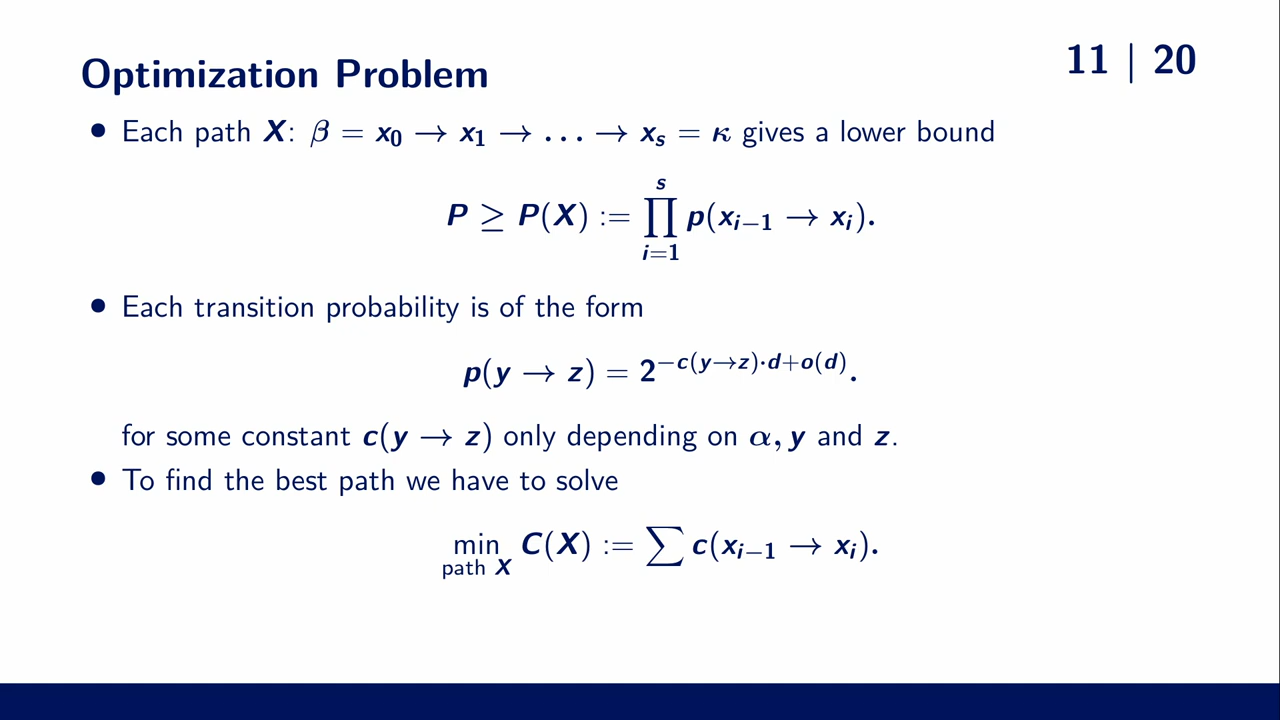 Optimization Problem
11 | 20
• Each path X: β = x₀ → x₁ → . . . → xₛ = κ gives a lower bound
P ≥ P(X) := ∏_{i=1}^{s} p(x_{i−1} → x_i).
• Each transition probability is of the form
p(y → z) = 2^{−c(y→z)·d+o(d)}.
for some constant c(y → z) only depending on α, y and z.
• To find the best path we have to solve
min_{path X} C(X) := ∑ c(x_{i−1} → x_i).